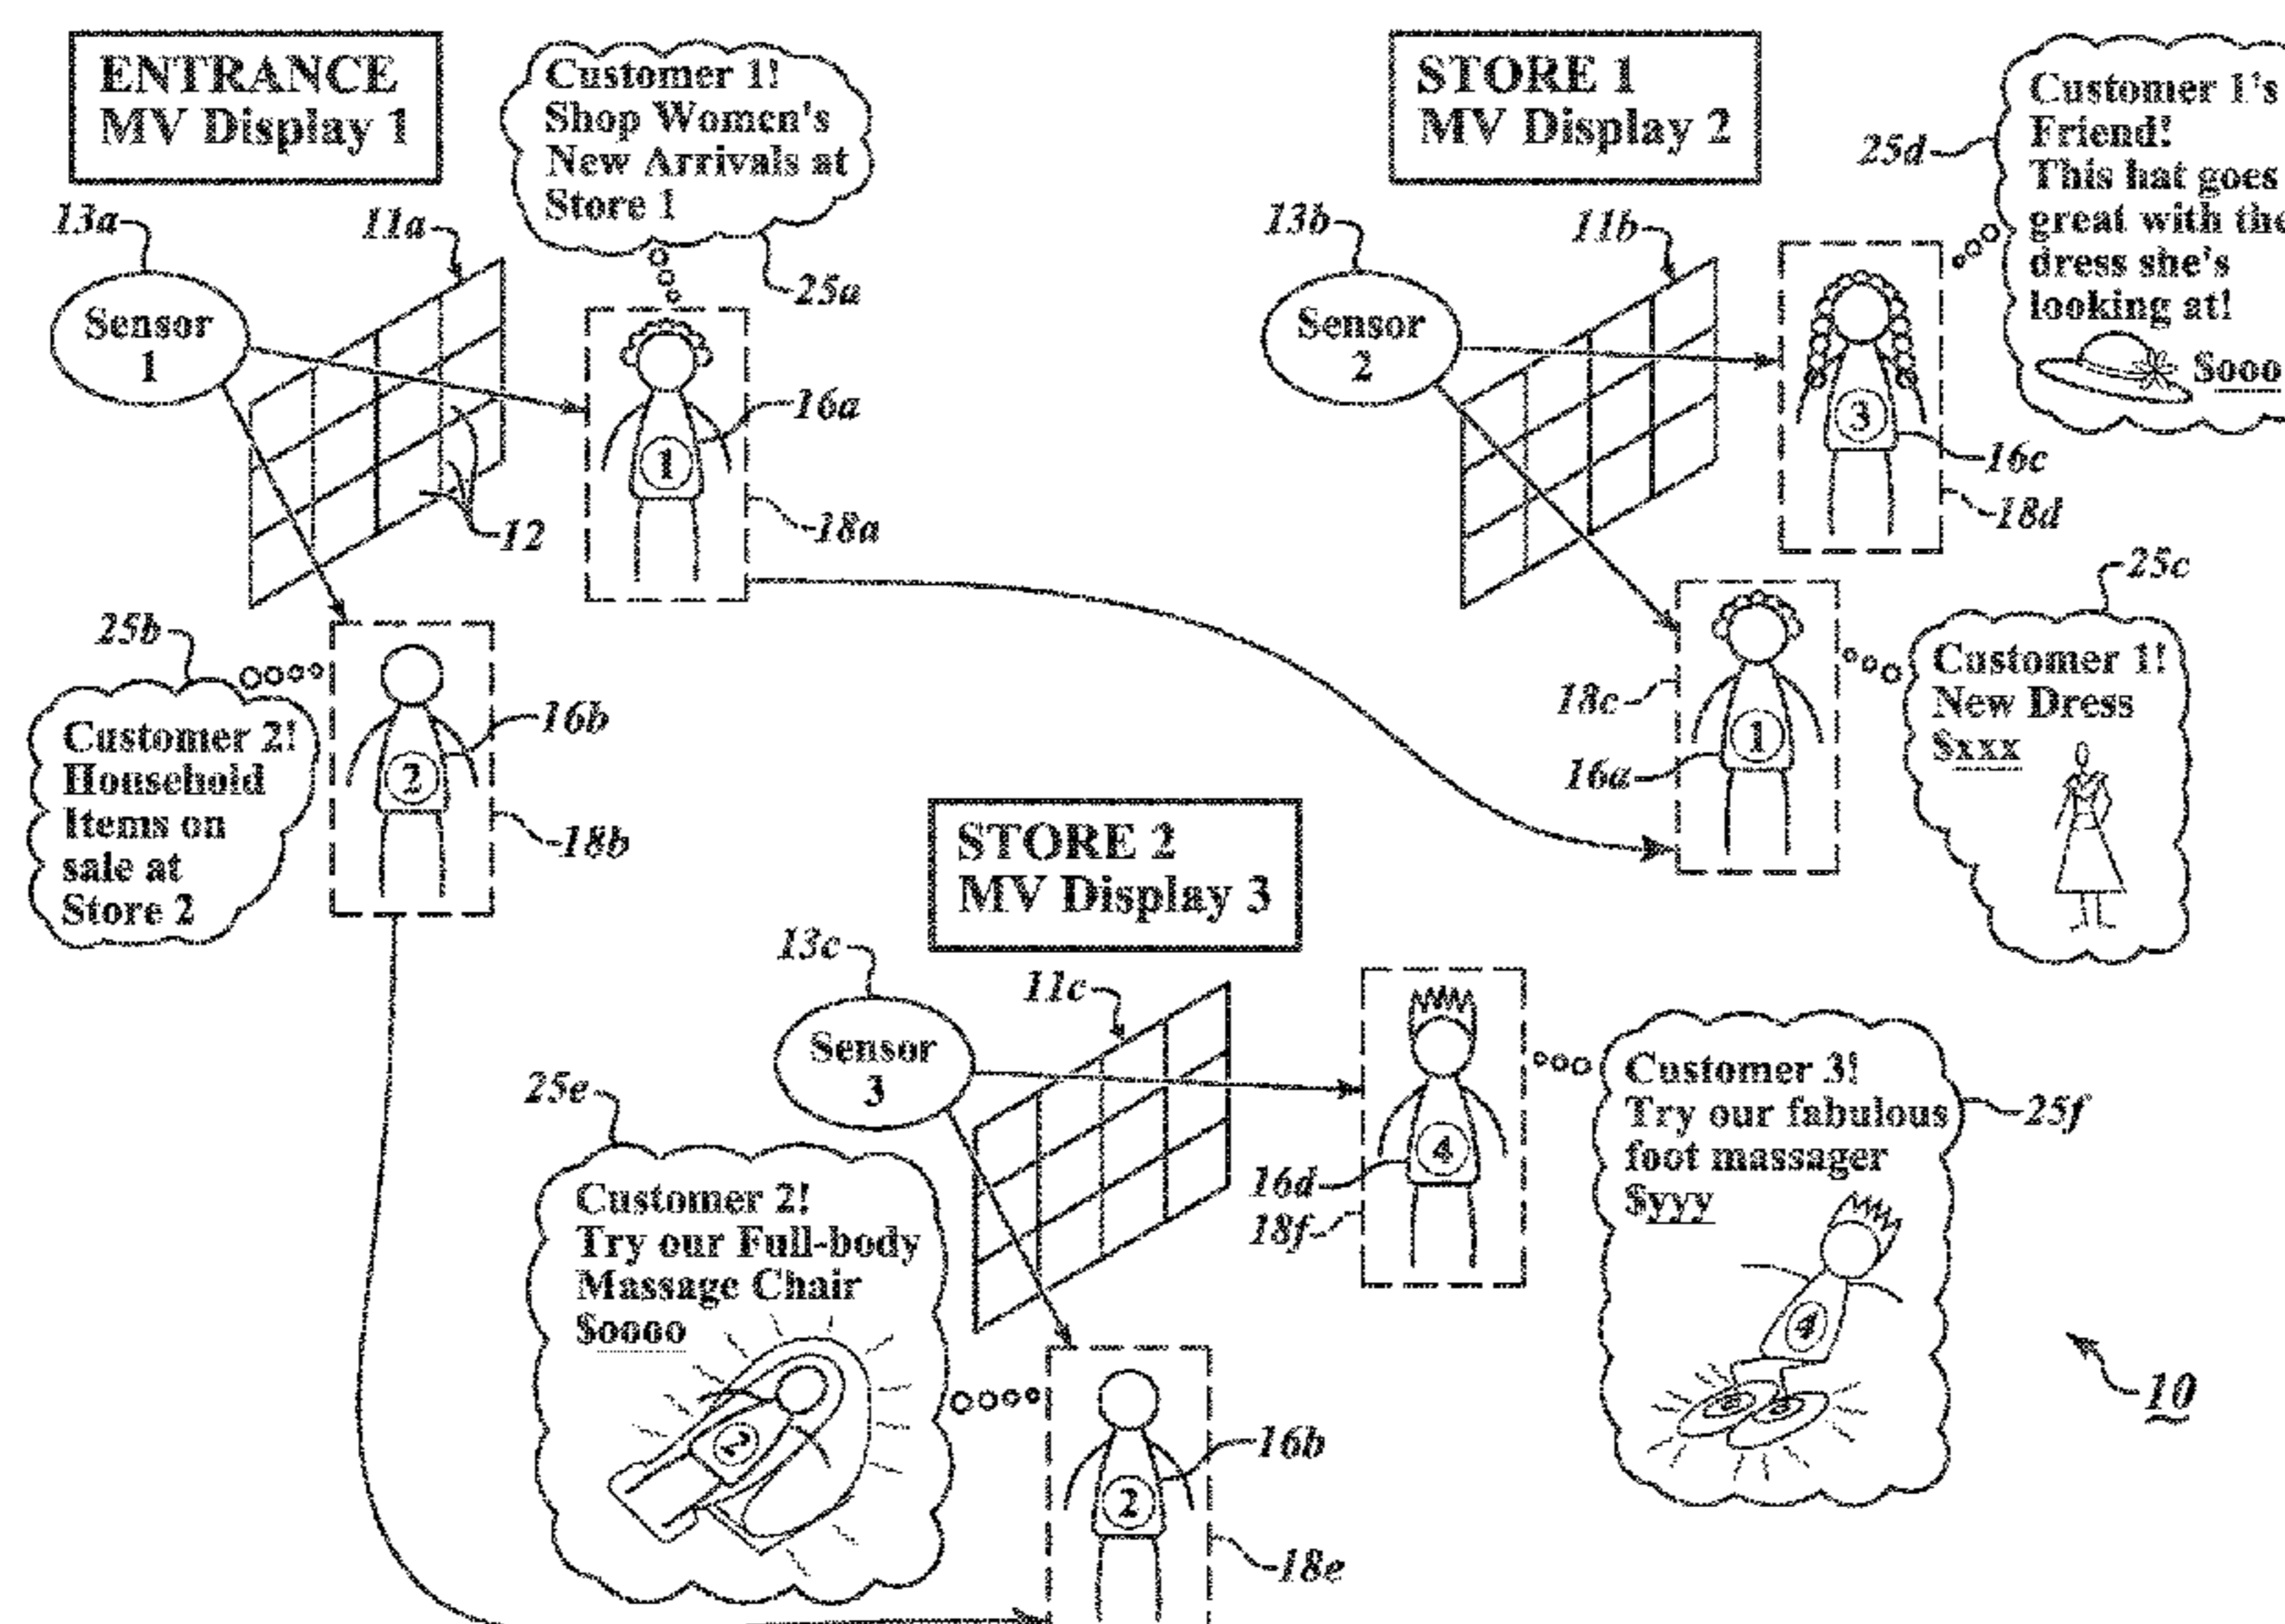 ENTRANCE
MV Display 1
Customer 1!
Shop Women's
New Arrivals at
Store 1
25a
13a
11a
Sensor
1
12
1
16a
18a
25b
Customer 2!
Household
Items on
sale at
Store 2
2
16b
18b
STORE 1
MV Display 2
25d
Customer 1's
Friend!
This hat goes
great with the
dress she's
looking at!
$ooo
13b
11b
Sensor
2
3
16c
18d
25c
Customer 1!
New Dress
$xxx
18c
1
16a
STORE 2
MV Display 3
13c
11c
Sensor
3
4
16d
18f
Customer 3!
Try our fabulous
foot massager
$yyy
4
25f
25e
Customer 2!
Try our Full-body
Massage Chair
$oooo
2
2
16b
18e
10